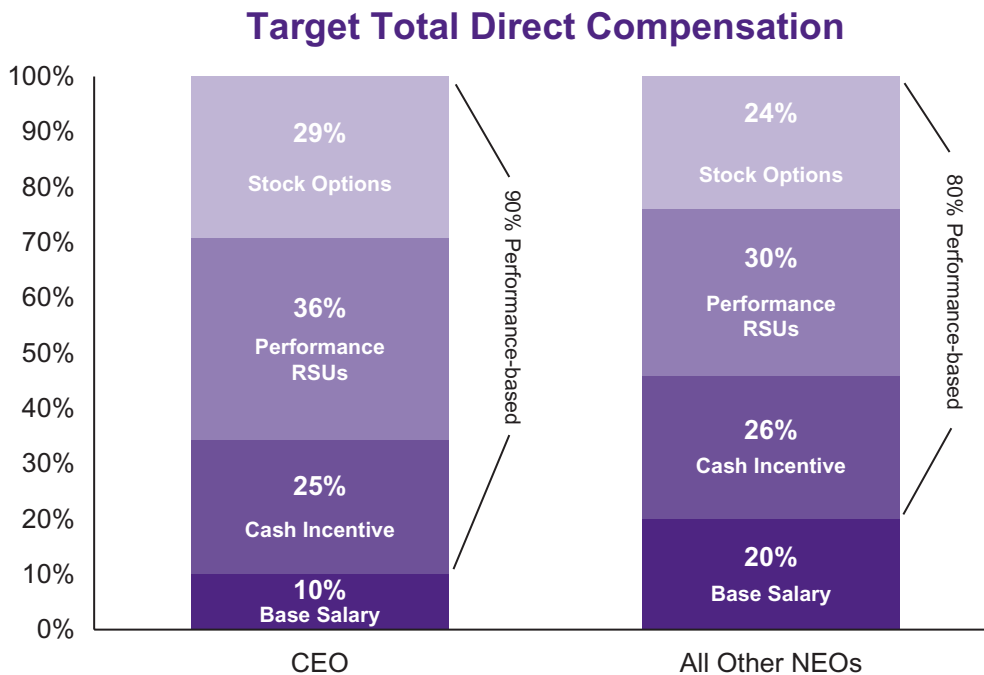 Target Total Direct Compensation
100%
90%
80%
70%
60%
50%
40%
30%
20%
10%
0%
29%
Stock Options
36%
Performance
RSUs
25%
Cash Incentive
10%
Base Salary
90% Performance-based
CEO
24%
Stock Options
30%
Performance
RSUs
26%
Cash Incentive
20%
Base Salary
80% Performance-based
All Other NEOs